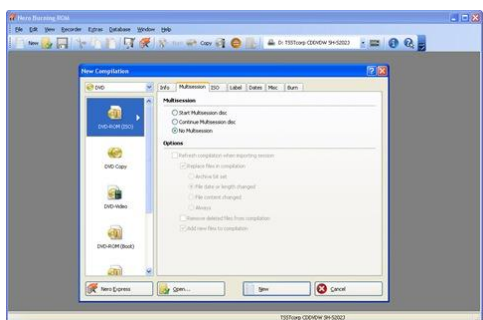 Nero Burning ROM
File Edit View Recorder Extras Database Window Help
New Copy D: TSSTcorp CDDVDW SH-S2023
New Compilation
DVD Info Multisession ISO Label Dates Misc Burn
Multisession
Start Multisession disc
Continue Multisession disc
No Multisession
Options
Refresh compilation when importing session
Replace files in compilation
Archive bit set
File date or length changed
File content changed
Always
Remove deleted files from compilation
Add new files to compilation
DVD-ROM (ISO)
DVD Copy
DVD-Video
DVD-ROM (Boot)
Nero Express Open... New Cancel
TSSTcorp CDDVDW SH-S2023